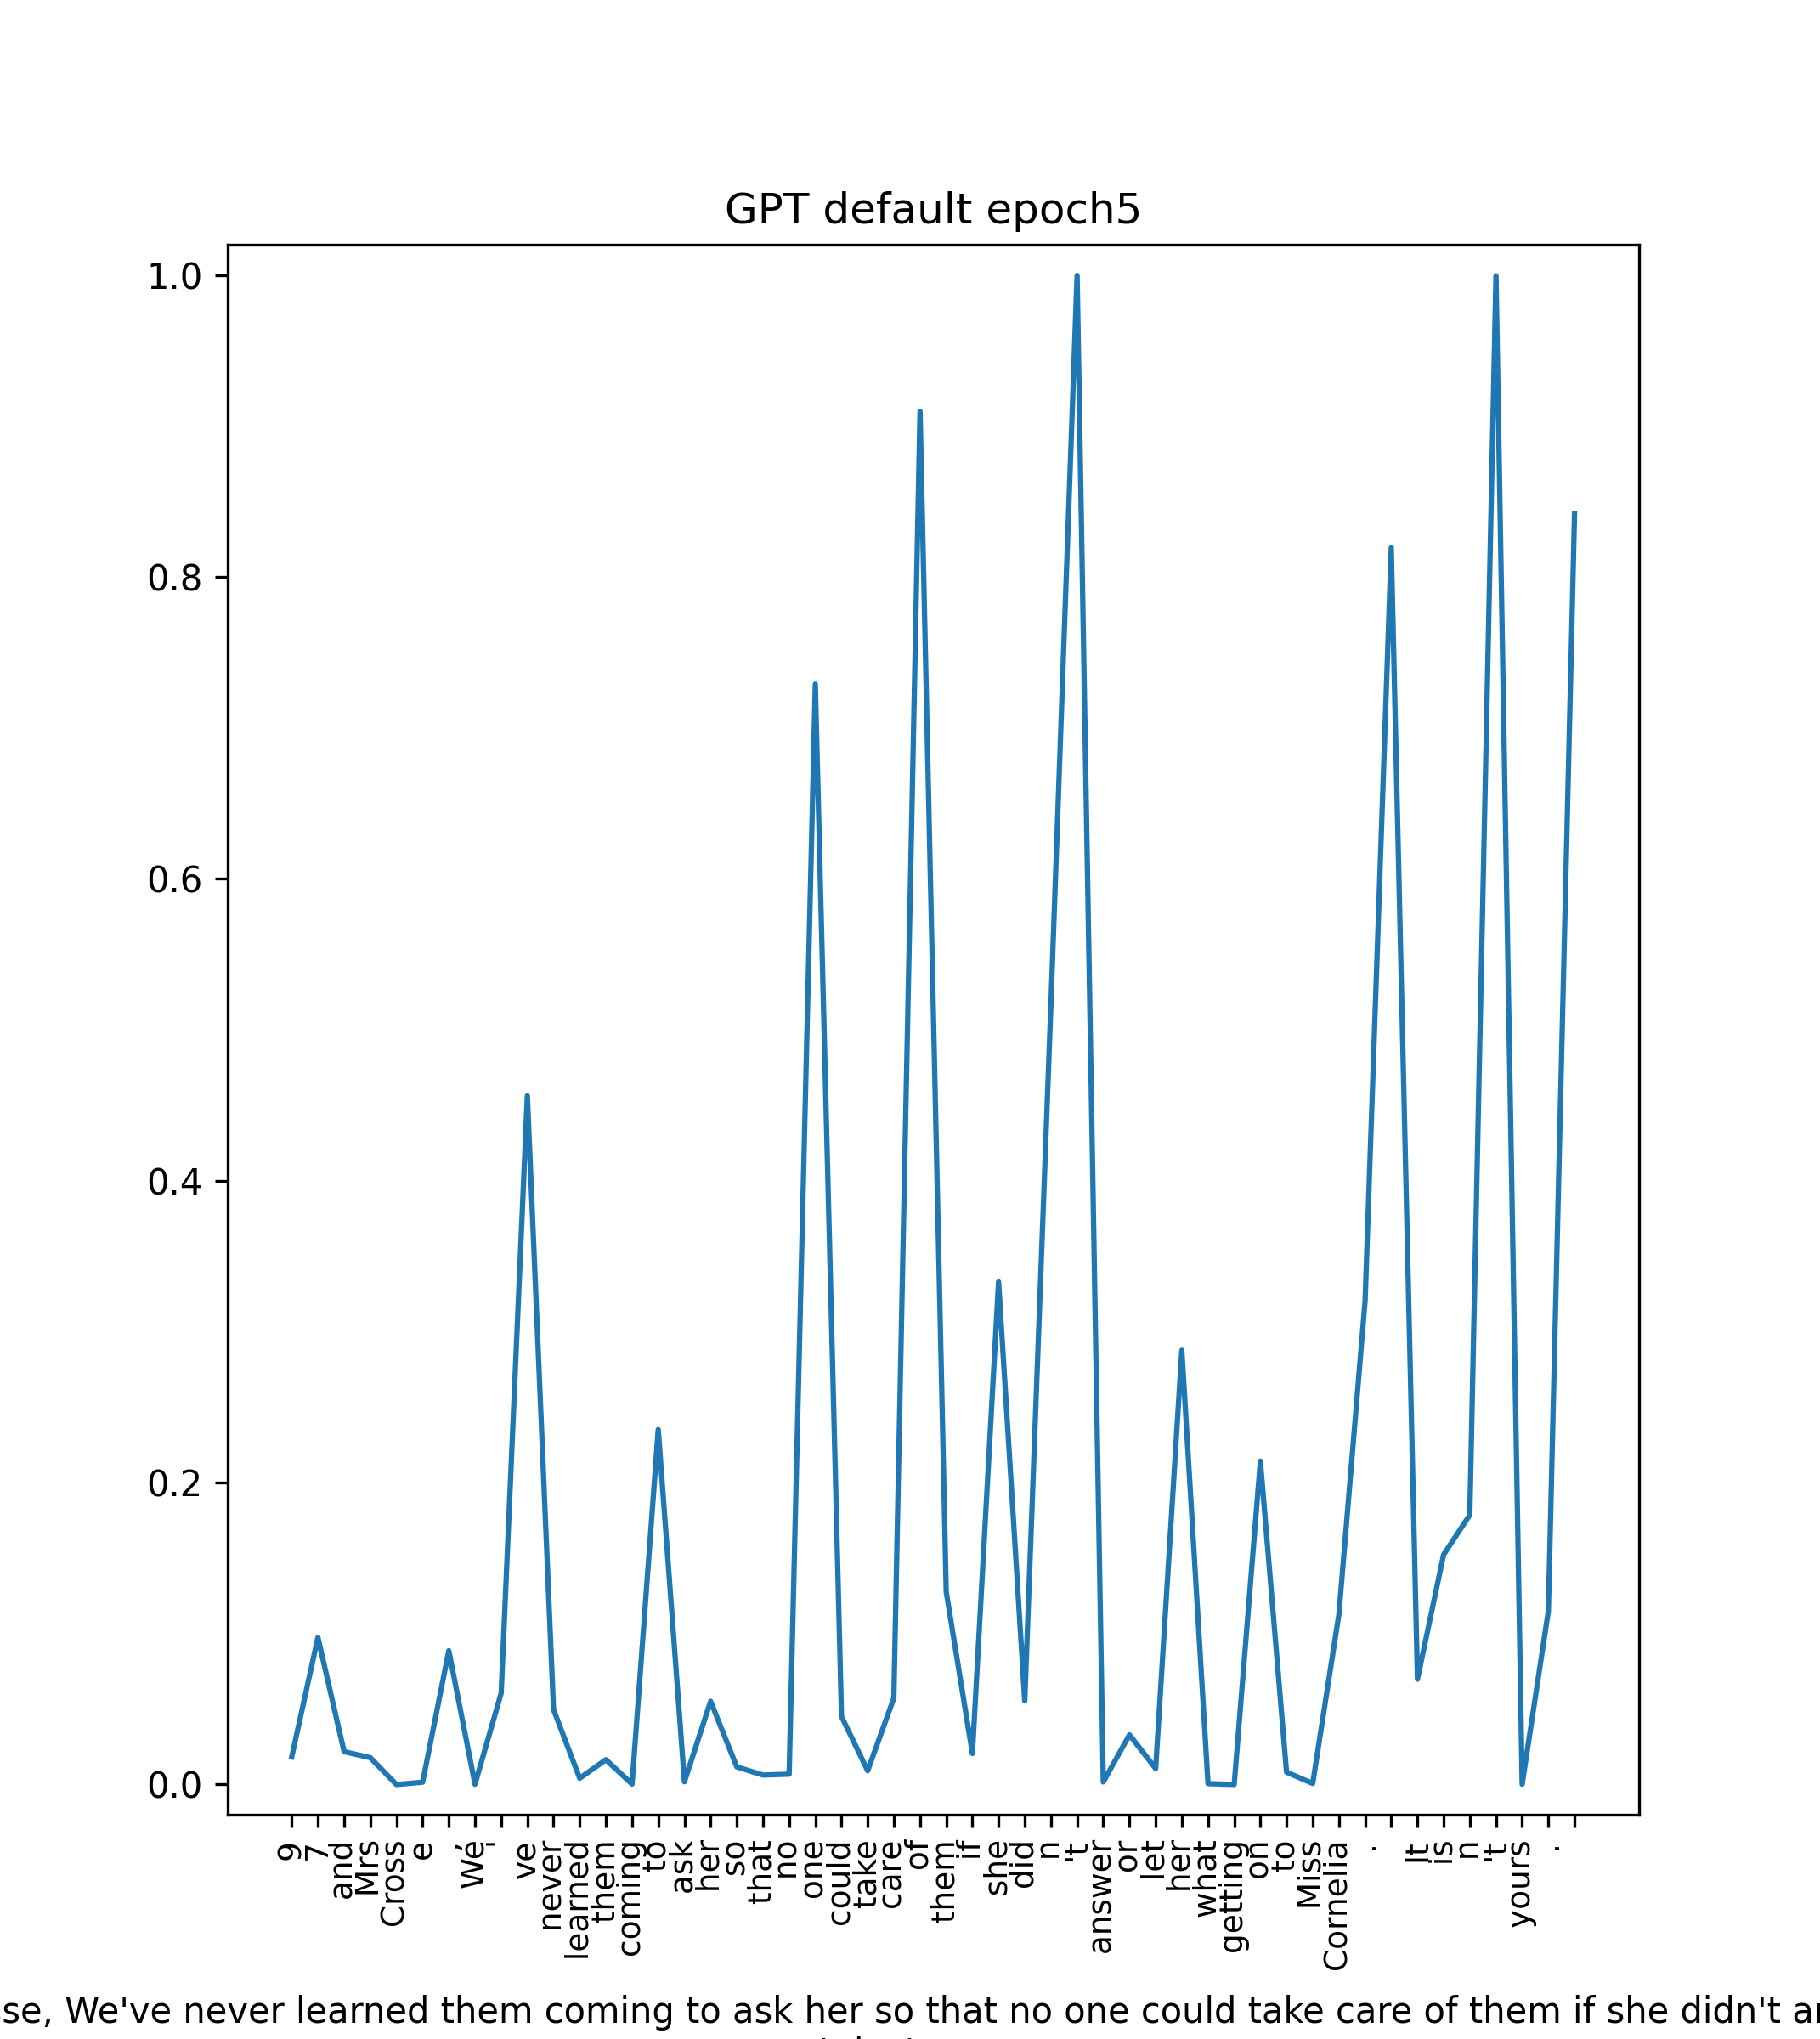 GPT default epoch5
1.0
0.8
0.6
0.4
0.2
0.0
9
7
and
Mrs
Cross
e
,
We
'
ve
never
learned
them
coming
to
ask
her
so
that
no
one
could
take
care
of
them
if
she
did
n
't
answer
or
let
her
what
getting
on
to
Miss
Cornelia
.
It
is
n
't
yours
.
se, We've never learned them coming to ask her so that no one could take care of them if she didn't a